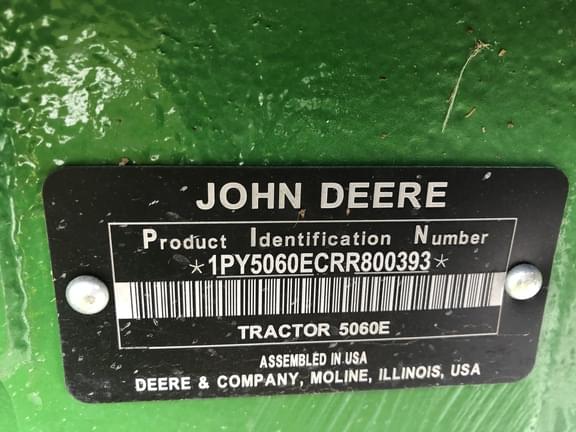 JOHN DEERE
Product Identification Number
*1PY5060ECRR800393*
TRACTOR 5060E
ASSEMBLED IN USA
DEERE & COMPANY, MOLINE, ILLINOIS, USA